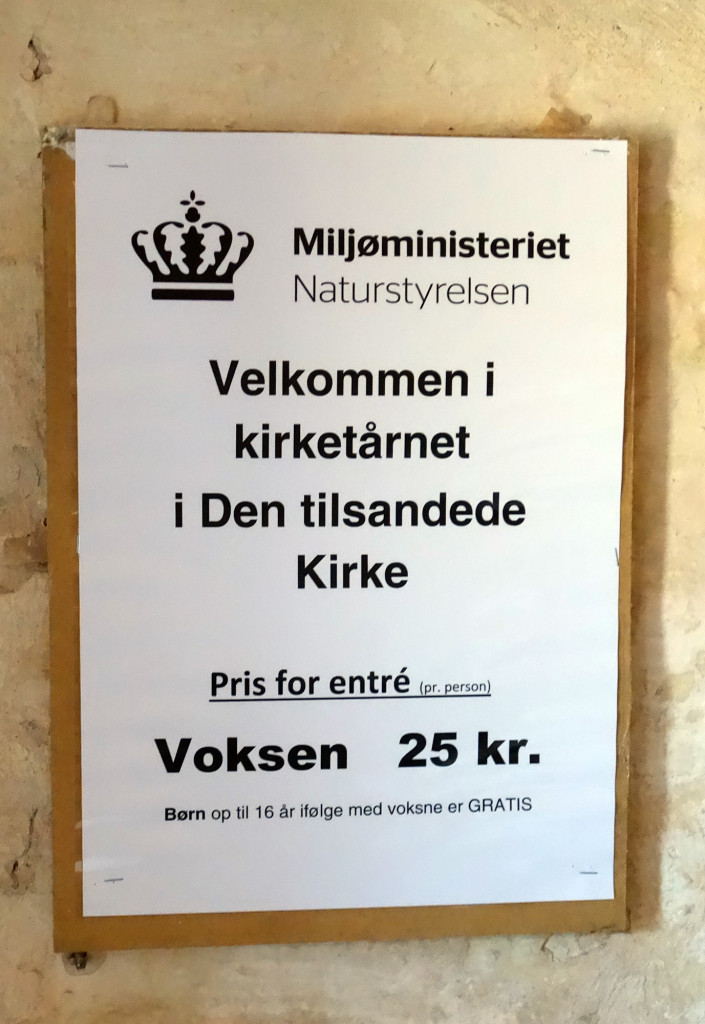 Miljøministeriet
Naturstyrelsen
Velkommen i
kirketårnet
i Den tilsandede
Kirke
Pris for entré (pr. person)
Voksen 25 kr.
Børn op til 16 år ifølge med voksne er GRATIS